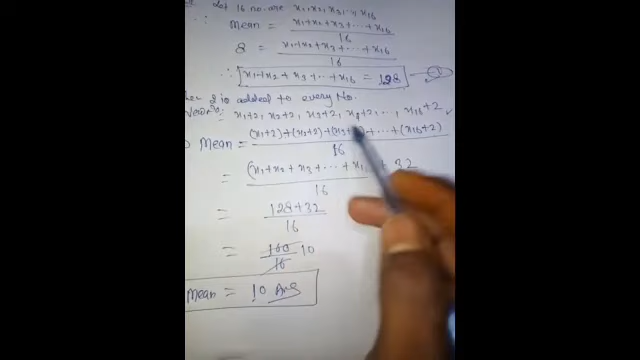 let 16 no. are x1, x2, x3, ..., x16
∴ Mean = (x1+x2+x3+...+x16)/16
8 = (x1+x2+x3+...+x16)/16
∴ x1+x2+x3+...+x16 = 128 — ①
2 is added to every No.
x1+2, x2+2, x3+2, x4+2, ..., x16+2
Mean = ((x1+2)+(x2+2)+(x3+2)+...+(x16+2))/16
= ((x1+x2+x3+...+x1 + 32)/16
= (128+32)/16
= 160/16 10
Mean = 10 Ans